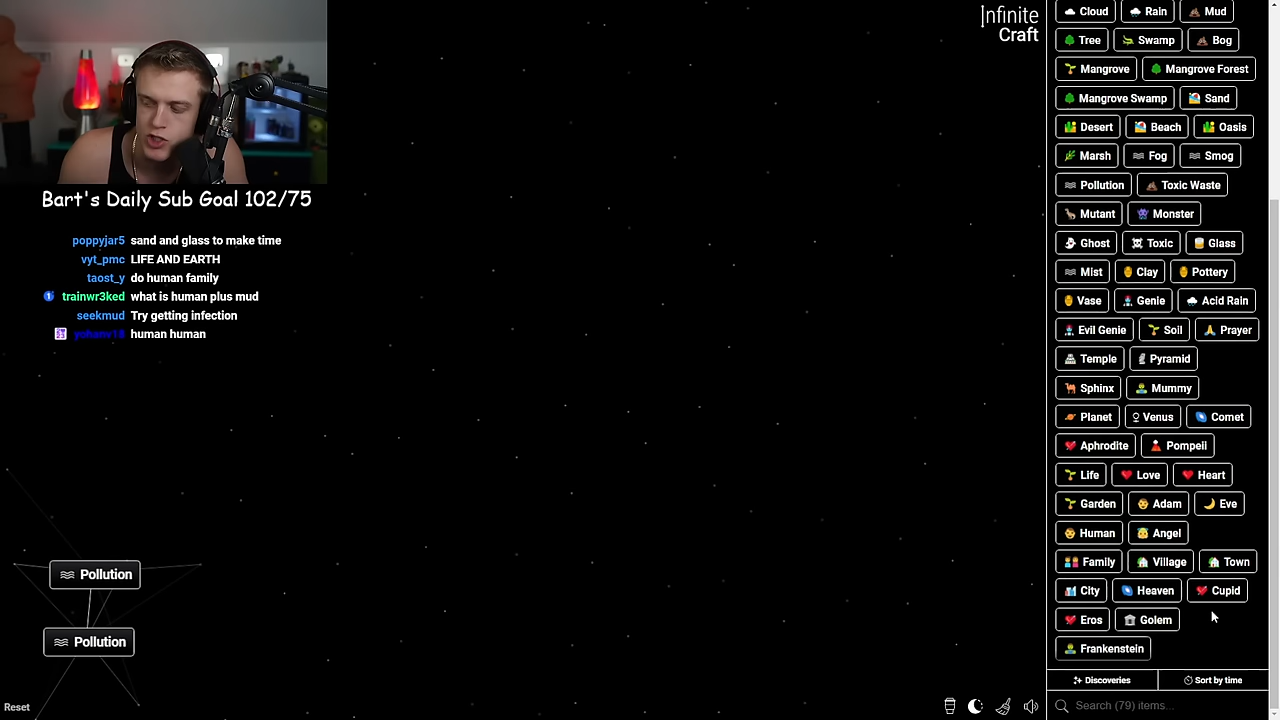 Infinite
Craft
Bart's Daily Sub Goal 102/75
poppyjar5 sand and glass to make time
vyt_pmc LIFE AND EARTH
taost_y do human family
trainwr3ked what is human plus mud
seekmud Try getting infection
human human
Pollution
Pollution
Reset
Cloud Rain Mud
Tree Swamp Bog
Mangrove Mangrove Forest
Mangrove Swamp Sand
Desert Beach Oasis
Marsh Fog Smog
Pollution Toxic Waste
Mutant Monster
Ghost Toxic Glass
Mist Clay Pottery
Vase Genie Acid Rain
Evil Genie Soil Prayer
Temple Pyramid
Sphinx Mummy
Planet Venus Comet
Aphrodite Pompeii
Life Love Heart
Garden Adam Eve
Human Angel
Family Village Town
City Heaven Cupid
Eros Golem
Frankenstein
Discoveries Sort by time
Search (79) items...